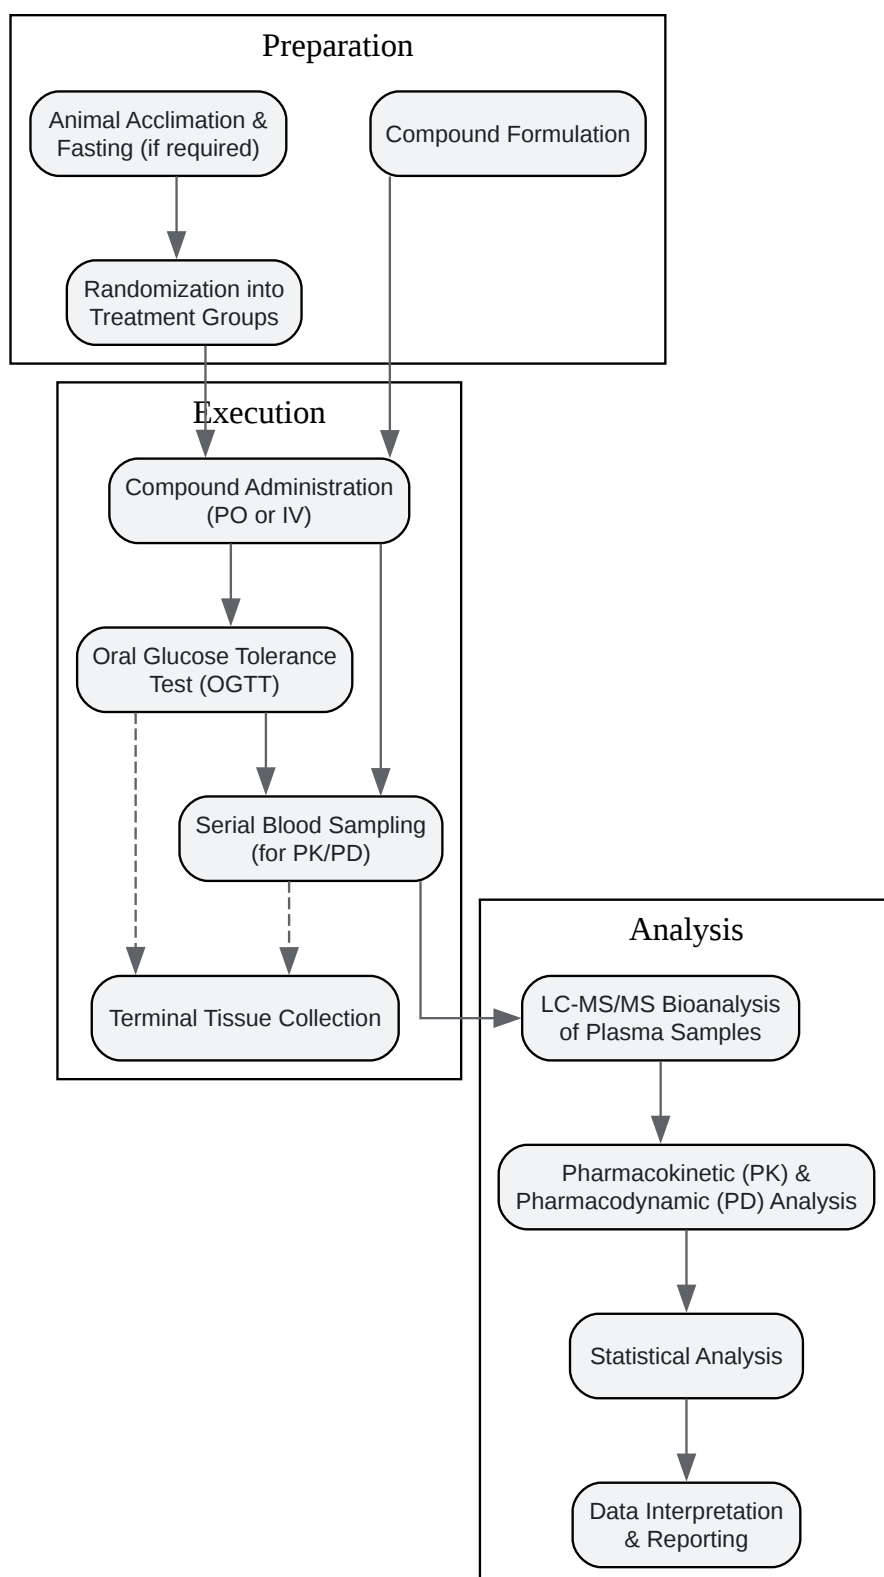 Preparation
Animal Acclimation &
Fasting (if required)
Compound Formulation
Randomization into
Treatment Groups
Execution
Compound Administration
(PO or IV)
Oral Glucose Tolerance
Test (OGTT)
Serial Blood Sampling
(for PK/PD)
Terminal Tissue Collection
Analysis
LC-MS/MS Bioanalysis
of Plasma Samples
Pharmacokinetic (PK) &
Pharmacodynamic (PD) Analysis
Statistical Analysis
Data Interpretation
& Reporting